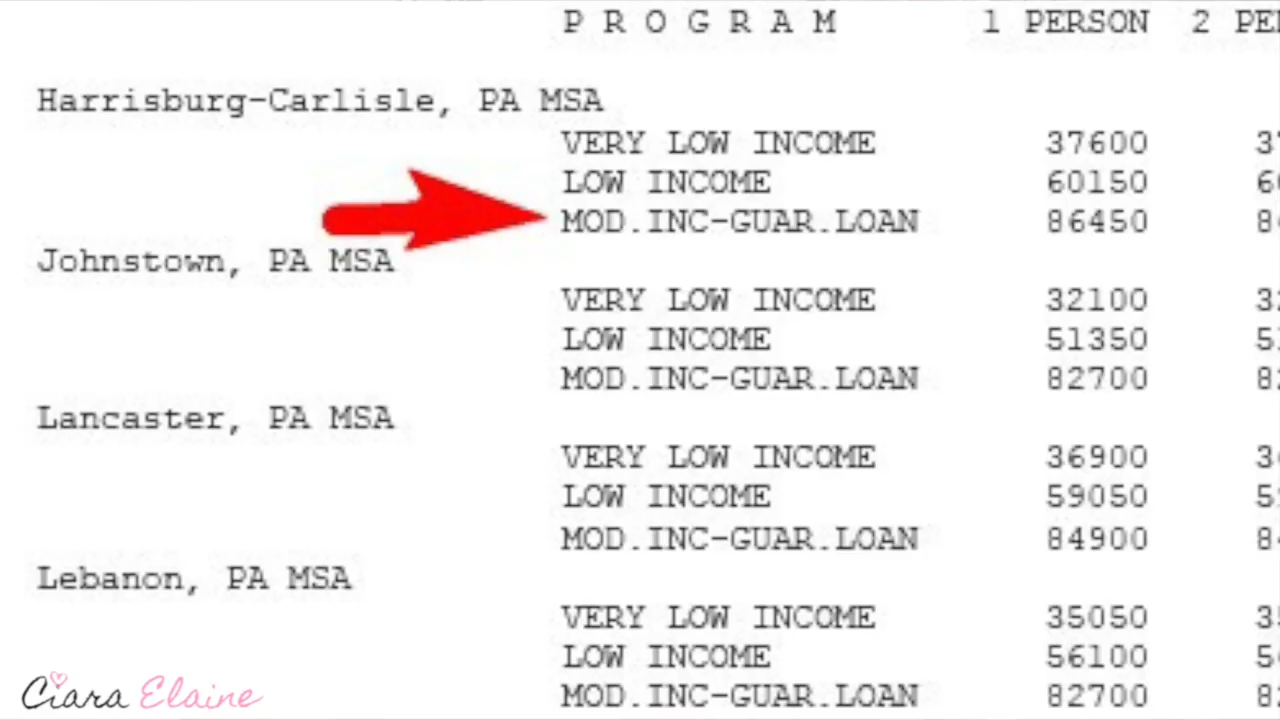 P R O G R A M 1 PERSON 2
Harrisburg-Carlisle, PA MSA
VERY LOW INCOME 37600
LOW INCOME 60150
MOD.INC-GUAR.LOAN 86450
Johnstown, PA MSA
VERY LOW INCOME 32100
LOW INCOME 51350
MOD.INC-GUAR.LOAN 82700
Lancaster, PA MSA
VERY LOW INCOME 36900
LOW INCOME 59050
MOD.INC-GUAR.LOAN 84900
Lebanon, PA MSA
VERY LOW INCOME 35050
LOW INCOME 56100
MOD.INC-GUAR.LOAN 82700
Ciara Elaine